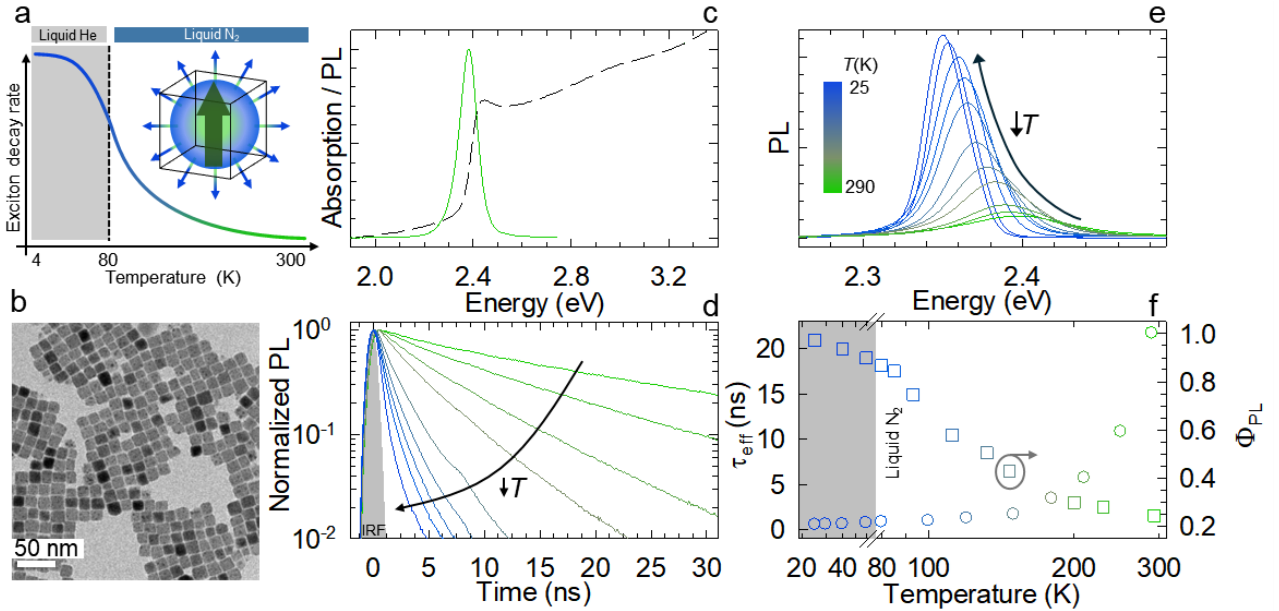 a
Liquid He
Liquid N2
Exciton decay rate
4
80
300
Temperature (K)
b
50 nm
c
Absorption / PL
2.0
2.4
2.8
3.2
Energy (eV)
d
Normalized PL
10^0
10^-1
10^-2
↓T
IRF
0
5
10
15
20
25
30
Time (ns)
e
PL
T(K)
25
290
↓T
2.3
2.4
Energy (eV)
f
τeff (ns)
20
15
10
5
0
Liquid N2
1.0
0.8
0.6
0.4
0.2
ΦPL
20
40
60
80
100
200
300
Temperature (K)